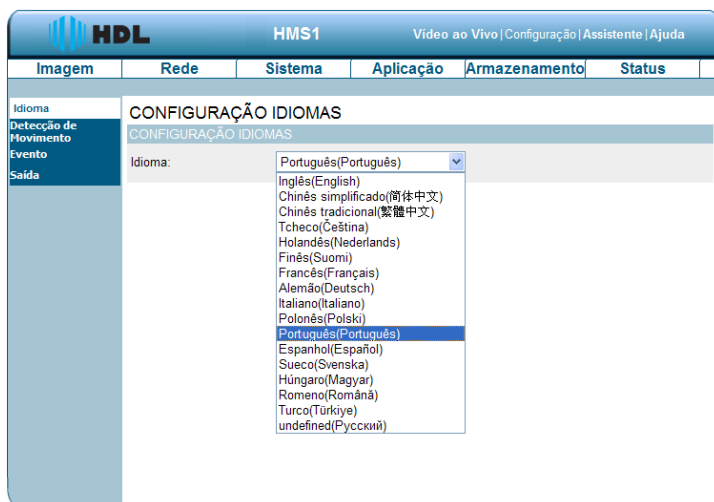 HDL
HMS1
Vídeo ao Vivo | Configuração | Assistente | Ajuda
Imagem Rede Sistema Aplicação Armazenamento Status
Idioma
Detecção de
Movimento
Evento
Saída
CONFIGURAÇÃO IDIOMAS
CONFIGURAÇÃO IDIOMAS
Idioma: Português(Português)
Inglês(English)
Chinês simplificado(简体中文)
Chinês tradicional(繁體中文)
Tcheco(Čeština)
Holandês(Nederlands)
Finês(Suomi)
Francês(Français)
Alemão(Deutsch)
Italiano(Italiano)
Polonês(Polski)
Português(Português)
Espanhol(Español)
Sueco(Svenska)
Húngaro(Magyar)
Romeno(Română)
Turco(Türkiye)
undefined(Русский)